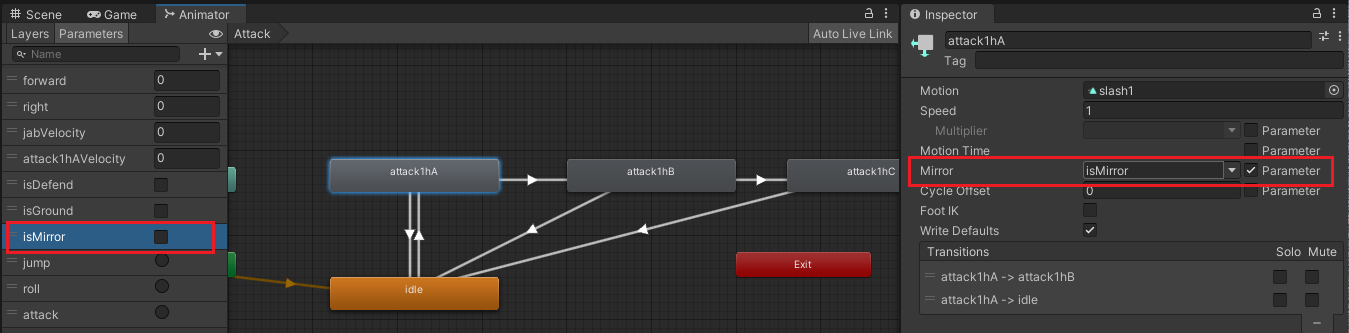 Scene Game Animator
Layers Parameters
Name
forward 0
right 0
jabVelocity 0
attack1hAVelocity 0
isDefend
isGround
isMirror
jump
roll
attack
Attack
Auto Live Link
attack1hA
attack1hB
attack1hC
Exit
idle
Inspector
attack1hA
Tag
Motion slash1
Speed 1
Multiplier Parameter
Motion Time Parameter
Mirror isMirror Parameter
Cycle Offset 0 Parameter
Foot IK
Write Defaults
Transitions Solo Mute
attack1hA -> attack1hB
attack1hA -> idle